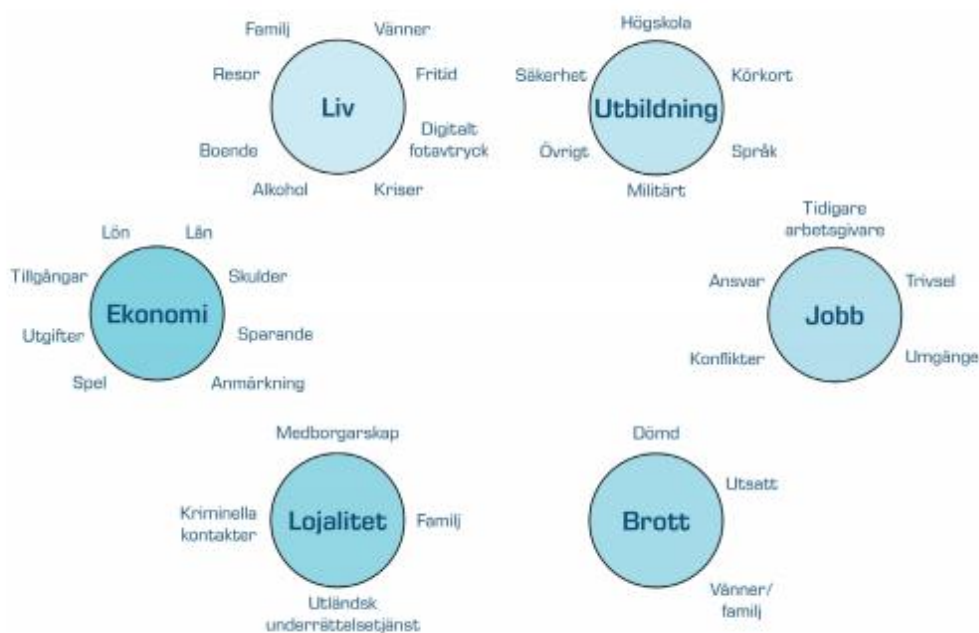 Familj
Vänner
Resor
Fritid
Liv
Digitalt
fotavtryck
Boende
Alkohol
Kriser
Högskola
Säkerhet
Körkort
Utbildning
Övrigt
Språk
Militärt
Lön
Lån
Tillgångar
Skulder
Ekonomi
Utgifter
Sparande
Spel
Anmärkning
Tidigare
arbetsgivare
Ansvar
Trivsel
Jobb
Konflikter
Umgänge
Medborgarskap
Kriminella
kontakter
Lojalitet
Familj
Utländsk
underrättelsetjänst
Dömd
Utsatt
Brott
Vänner/
familj